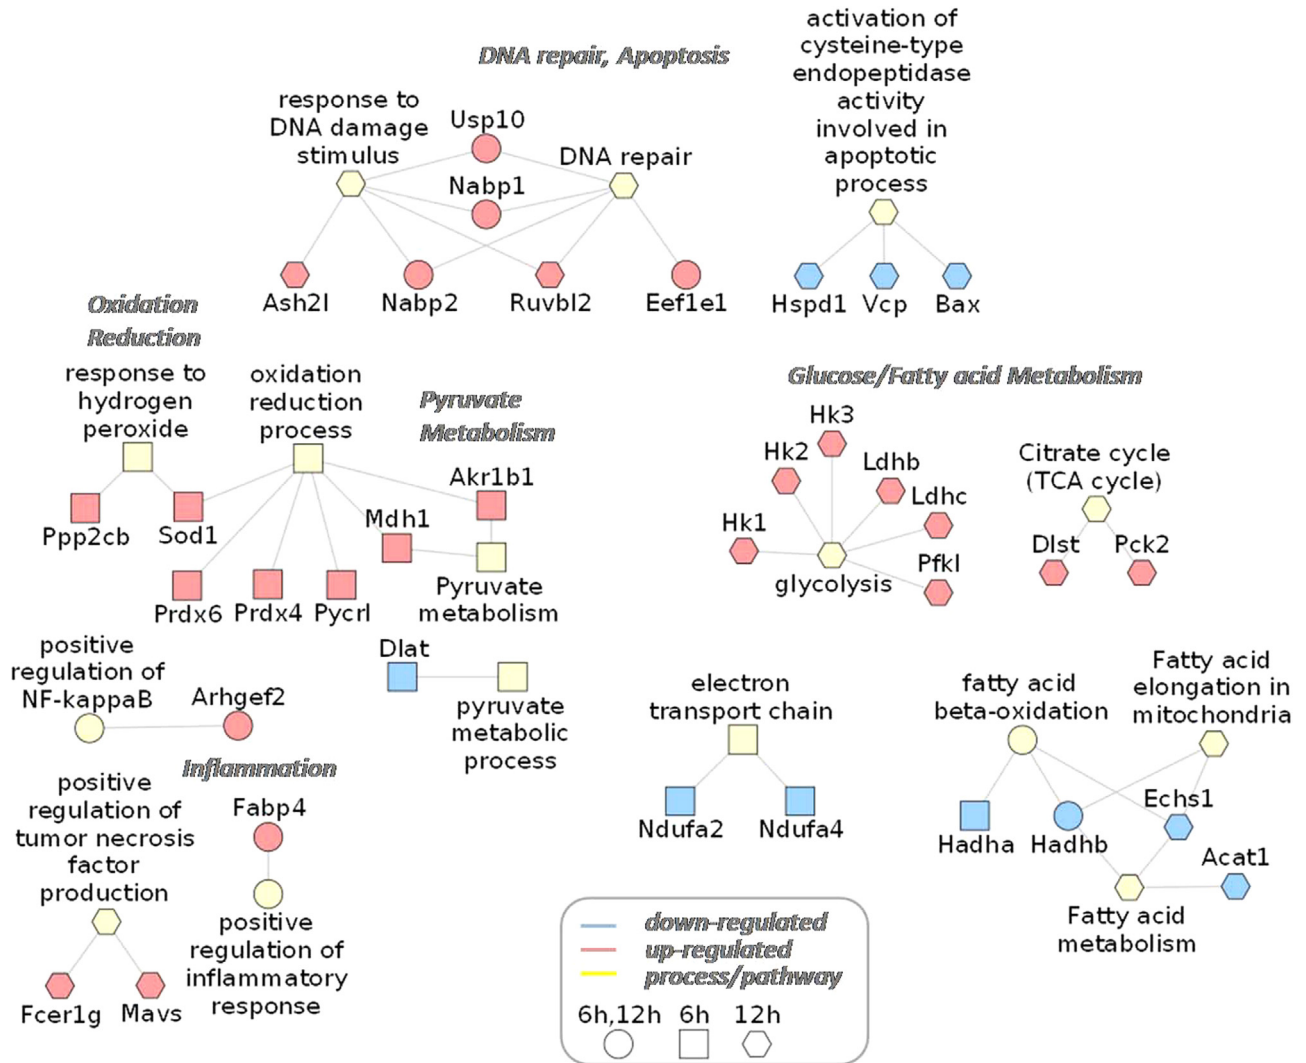 DNA repair, Apoptosis
activation of
cysteine-type
endopeptidase
activity
involved in
apoptotic
process
response to
DNA damage
stimulus
Usp10
DNA repair
Nabp1
Ash2l
Nabp2
Ruvbl2
Eef1e1
Hspd1
Vcp
Bax
Oxidation
Reduction
response to
hydrogen
peroxide
oxidation
reduction
process
Pyruvate
Metabolism
Akr1b1
Mdh1
Ppp2cb
Sod1
Prdx6
Prdx4
Pycrl
Pyruvate
metabolism
Glucose/Fatty acid Metabolism
Hk3
Hk2
Ldhb
Ldhc
Hk1
Pfkl
glycolysis
Citrate cycle
(TCA cycle)
Dlst
Pck2
positive
regulation of
NF-kappaB
Arhgef2
Dlat
pyruvate
metabolic
process
Inflammation
positive
regulation of
tumor necrosis
factor
production
Fabp4
positive
regulation of
inflammatory
response
Fcer1g
Mavs
electron
transport chain
Ndufa2
Ndufa4
fatty acid
beta-oxidation
Fatty acid
elongation in
mitochondria
Echs1
Hadha
Hadhb
Acat1
Fatty acid
metabolism
down-regulated
up-regulated
process/pathway
6h,12h
6h
12h